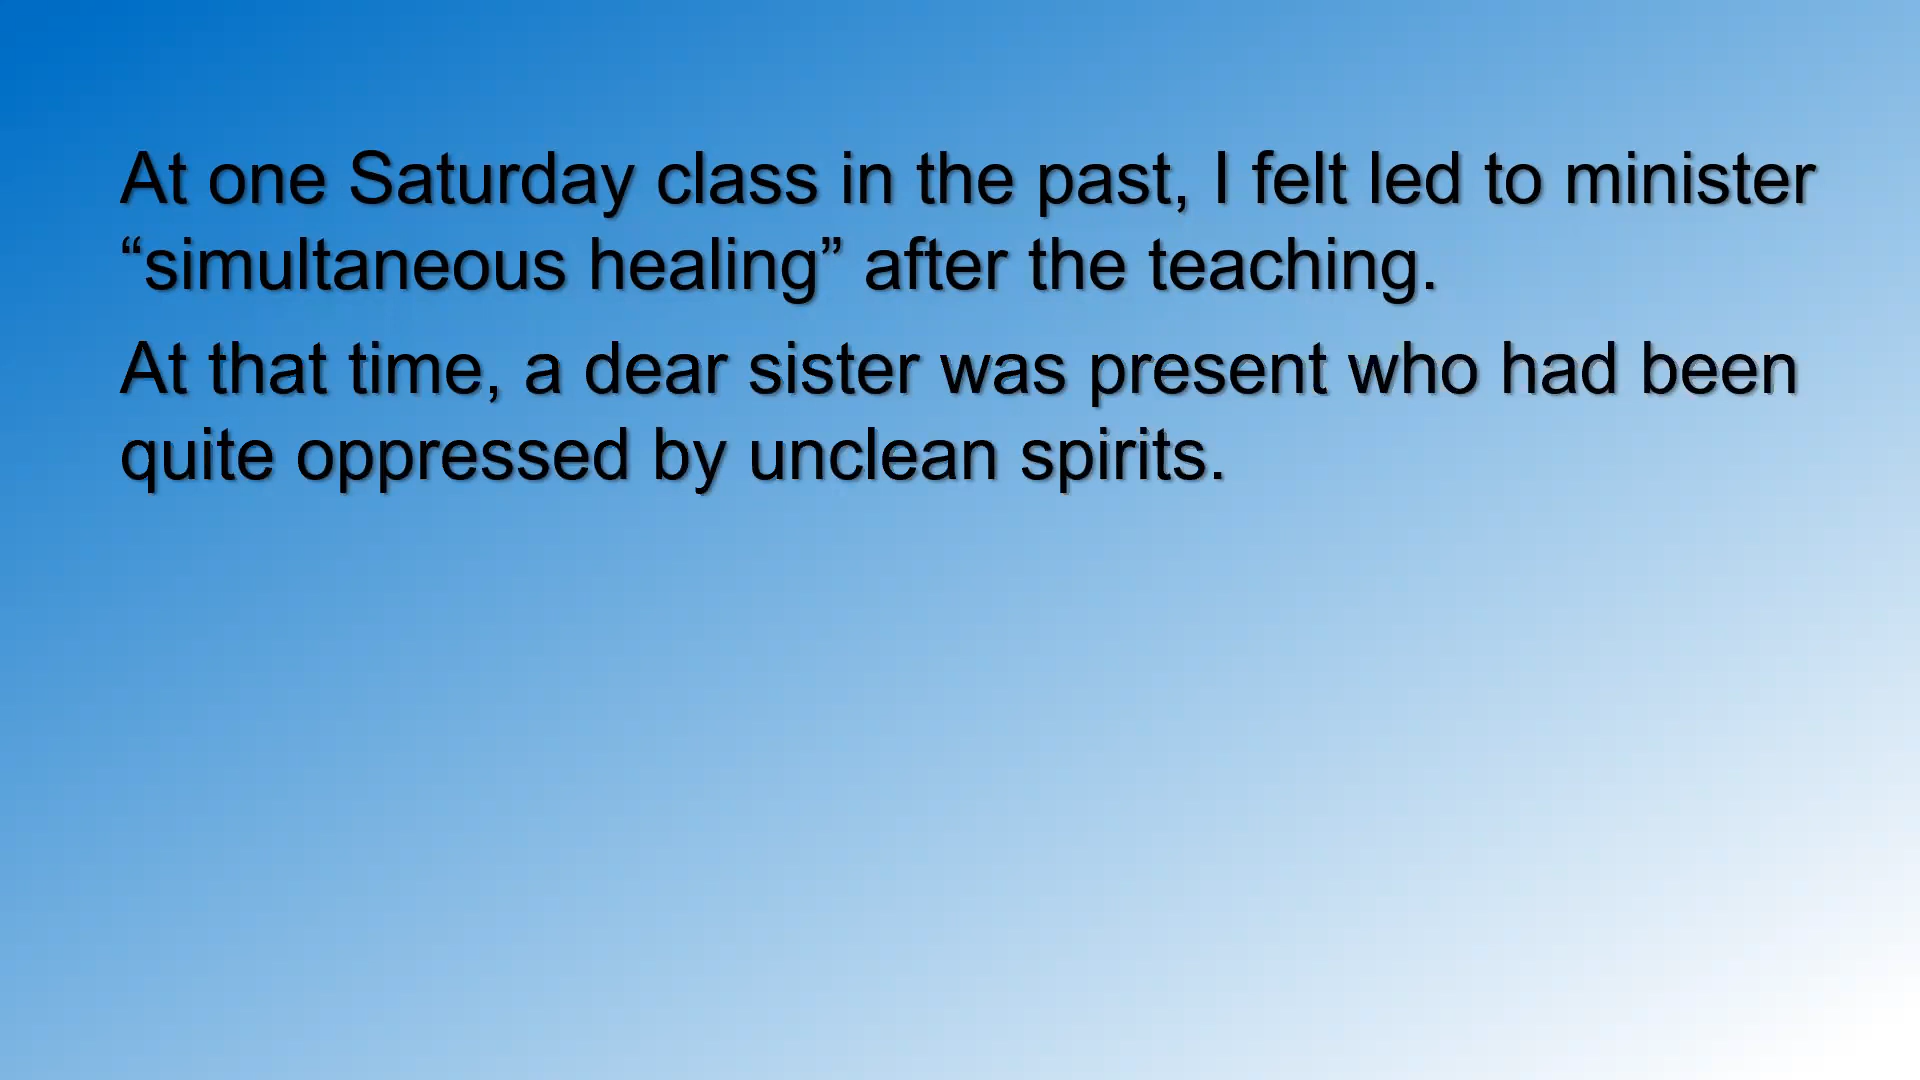 At one Saturday class in the past, I felt led to minister
“simultaneous healing” after the teaching.
At that time, a dear sister was present who had been
quite oppressed by unclean spirits.